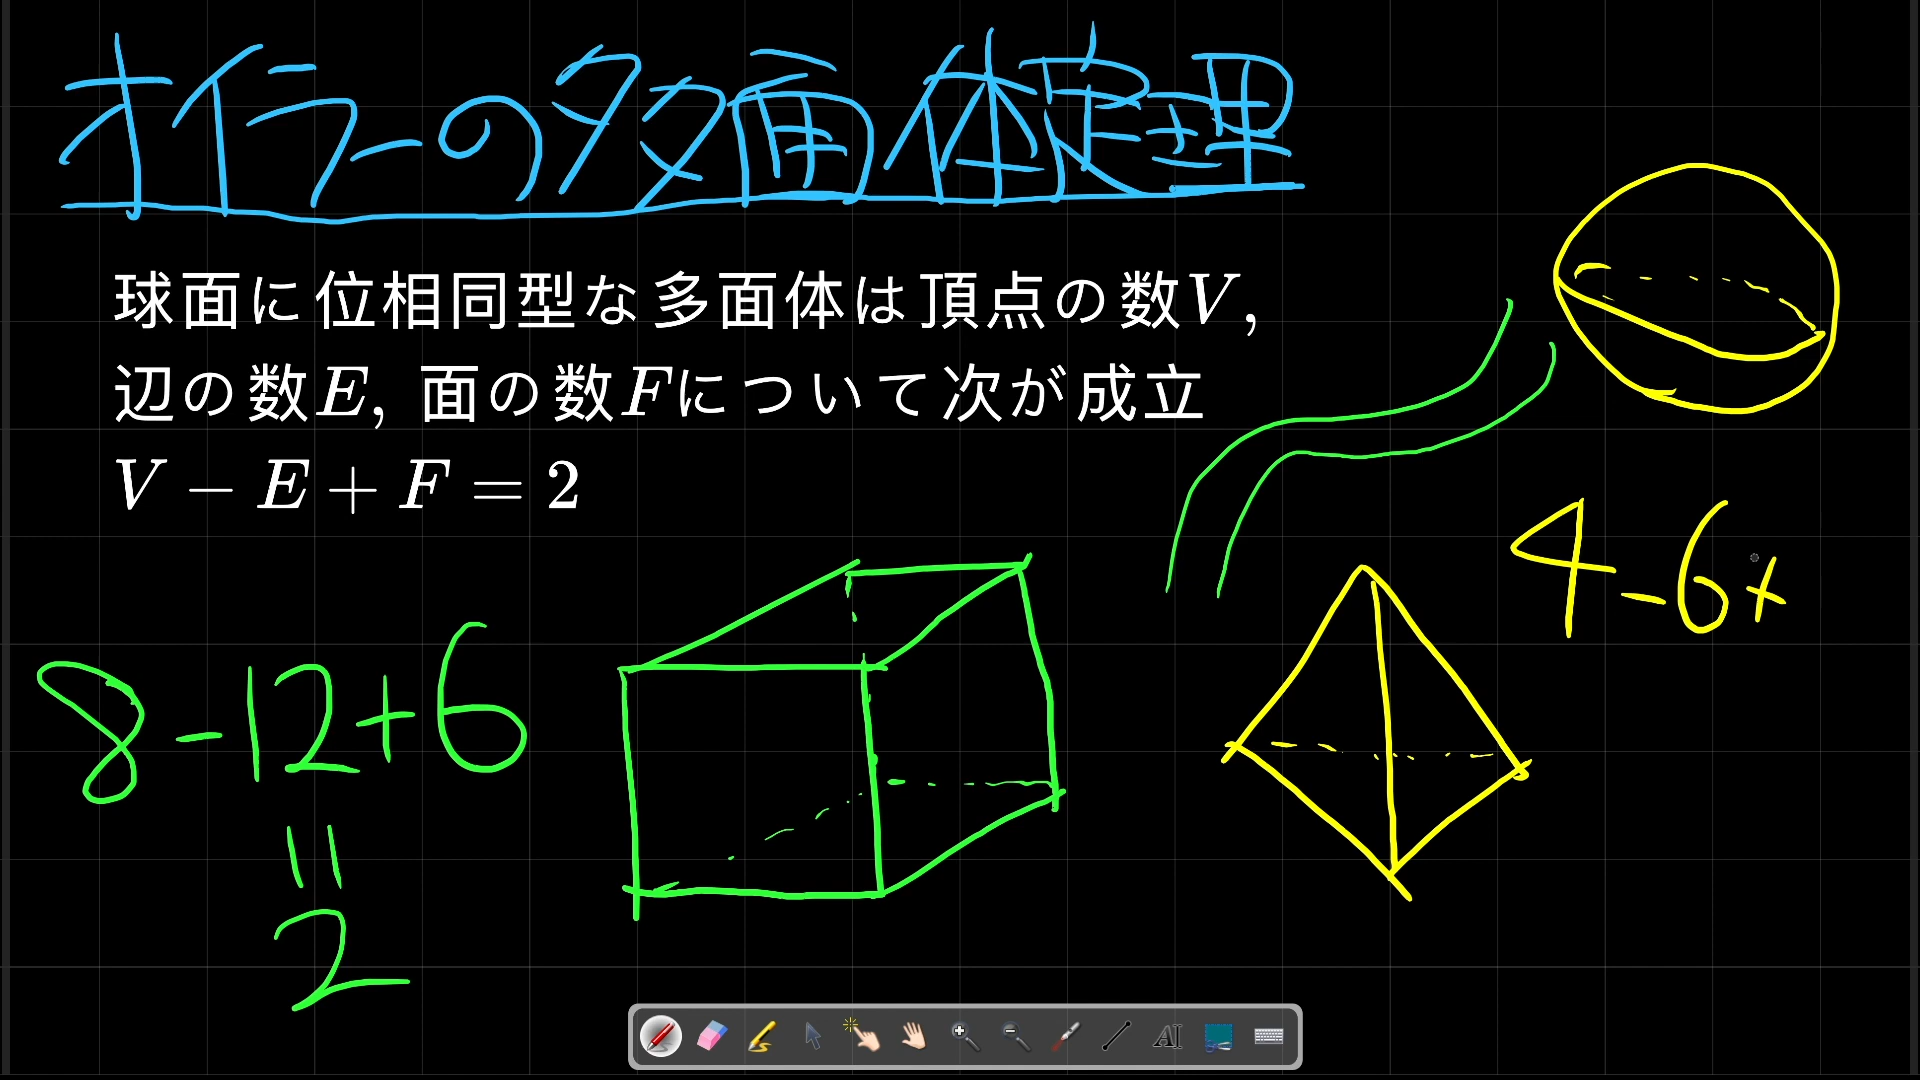 オイラーの多面体定理
球面に位相同型な多面体は頂点の数V,
辺の数E, 面の数Fについて次が成立
V − E + F = 2
4-6+
8-12+6
=
2
AI